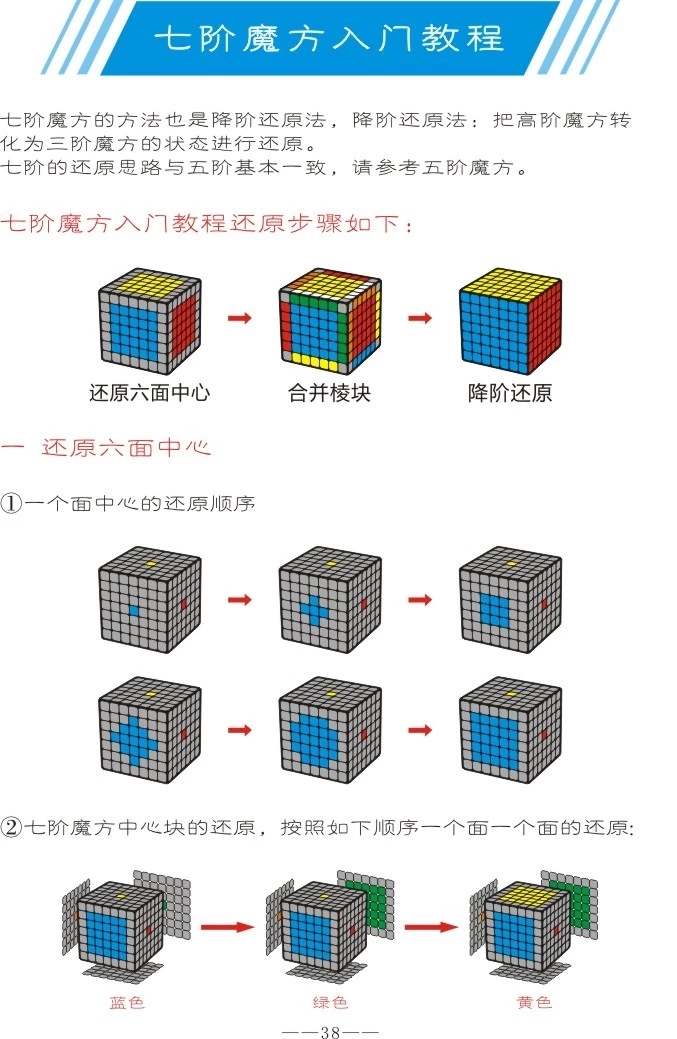 七阶魔方入门教程
七阶魔方的方法也是降阶还原法，降阶还原法：把高阶魔方转
化为三阶魔方的状态进行还原。
七阶的还原思路与五阶基本一致，请参考五阶魔方。
七阶魔方入门教程还原步骤如下：
还原六面中心 合并棱块 降阶还原
一 还原六面中心
①一个面中心的还原顺序
②七阶魔方中心块的还原，按照如下顺序一个面一个面的还原:
蓝色 绿色 黄色
——38——